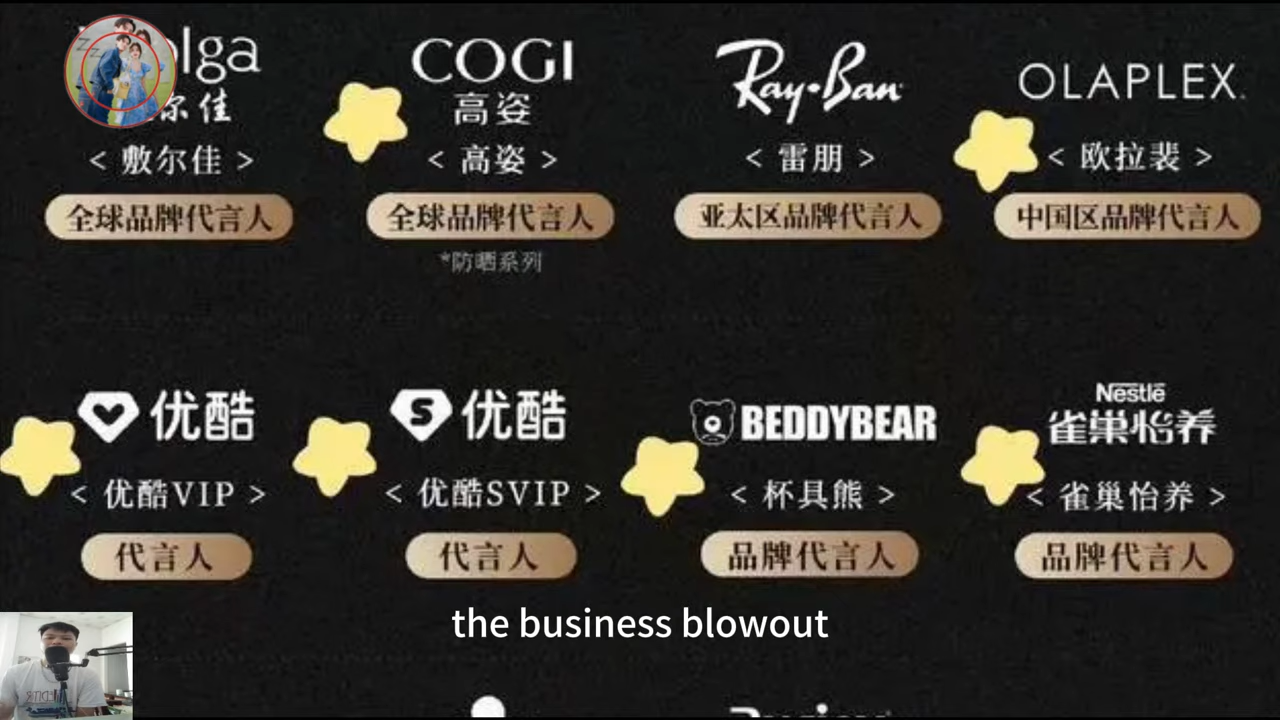 lga
COGI
Ray-Ban
OLAPLEX
尔佳
高姿
< 敷尔佳 >
< 高姿 >
< 雷朋 >
< 欧拉裴 >
全球品牌代言人
全球品牌代言人
亚太区品牌代言人
中国区品牌代言人
*防晒系列
优酷
S 优酷
BEDDYBEAR
Nestlé
雀巢怡养
< 优酷VIP >
< 优酷SVIP >
< 杯具熊 >
< 雀巢怡养 >
代言人
代言人
品牌代言人
品牌代言人
the business blowout